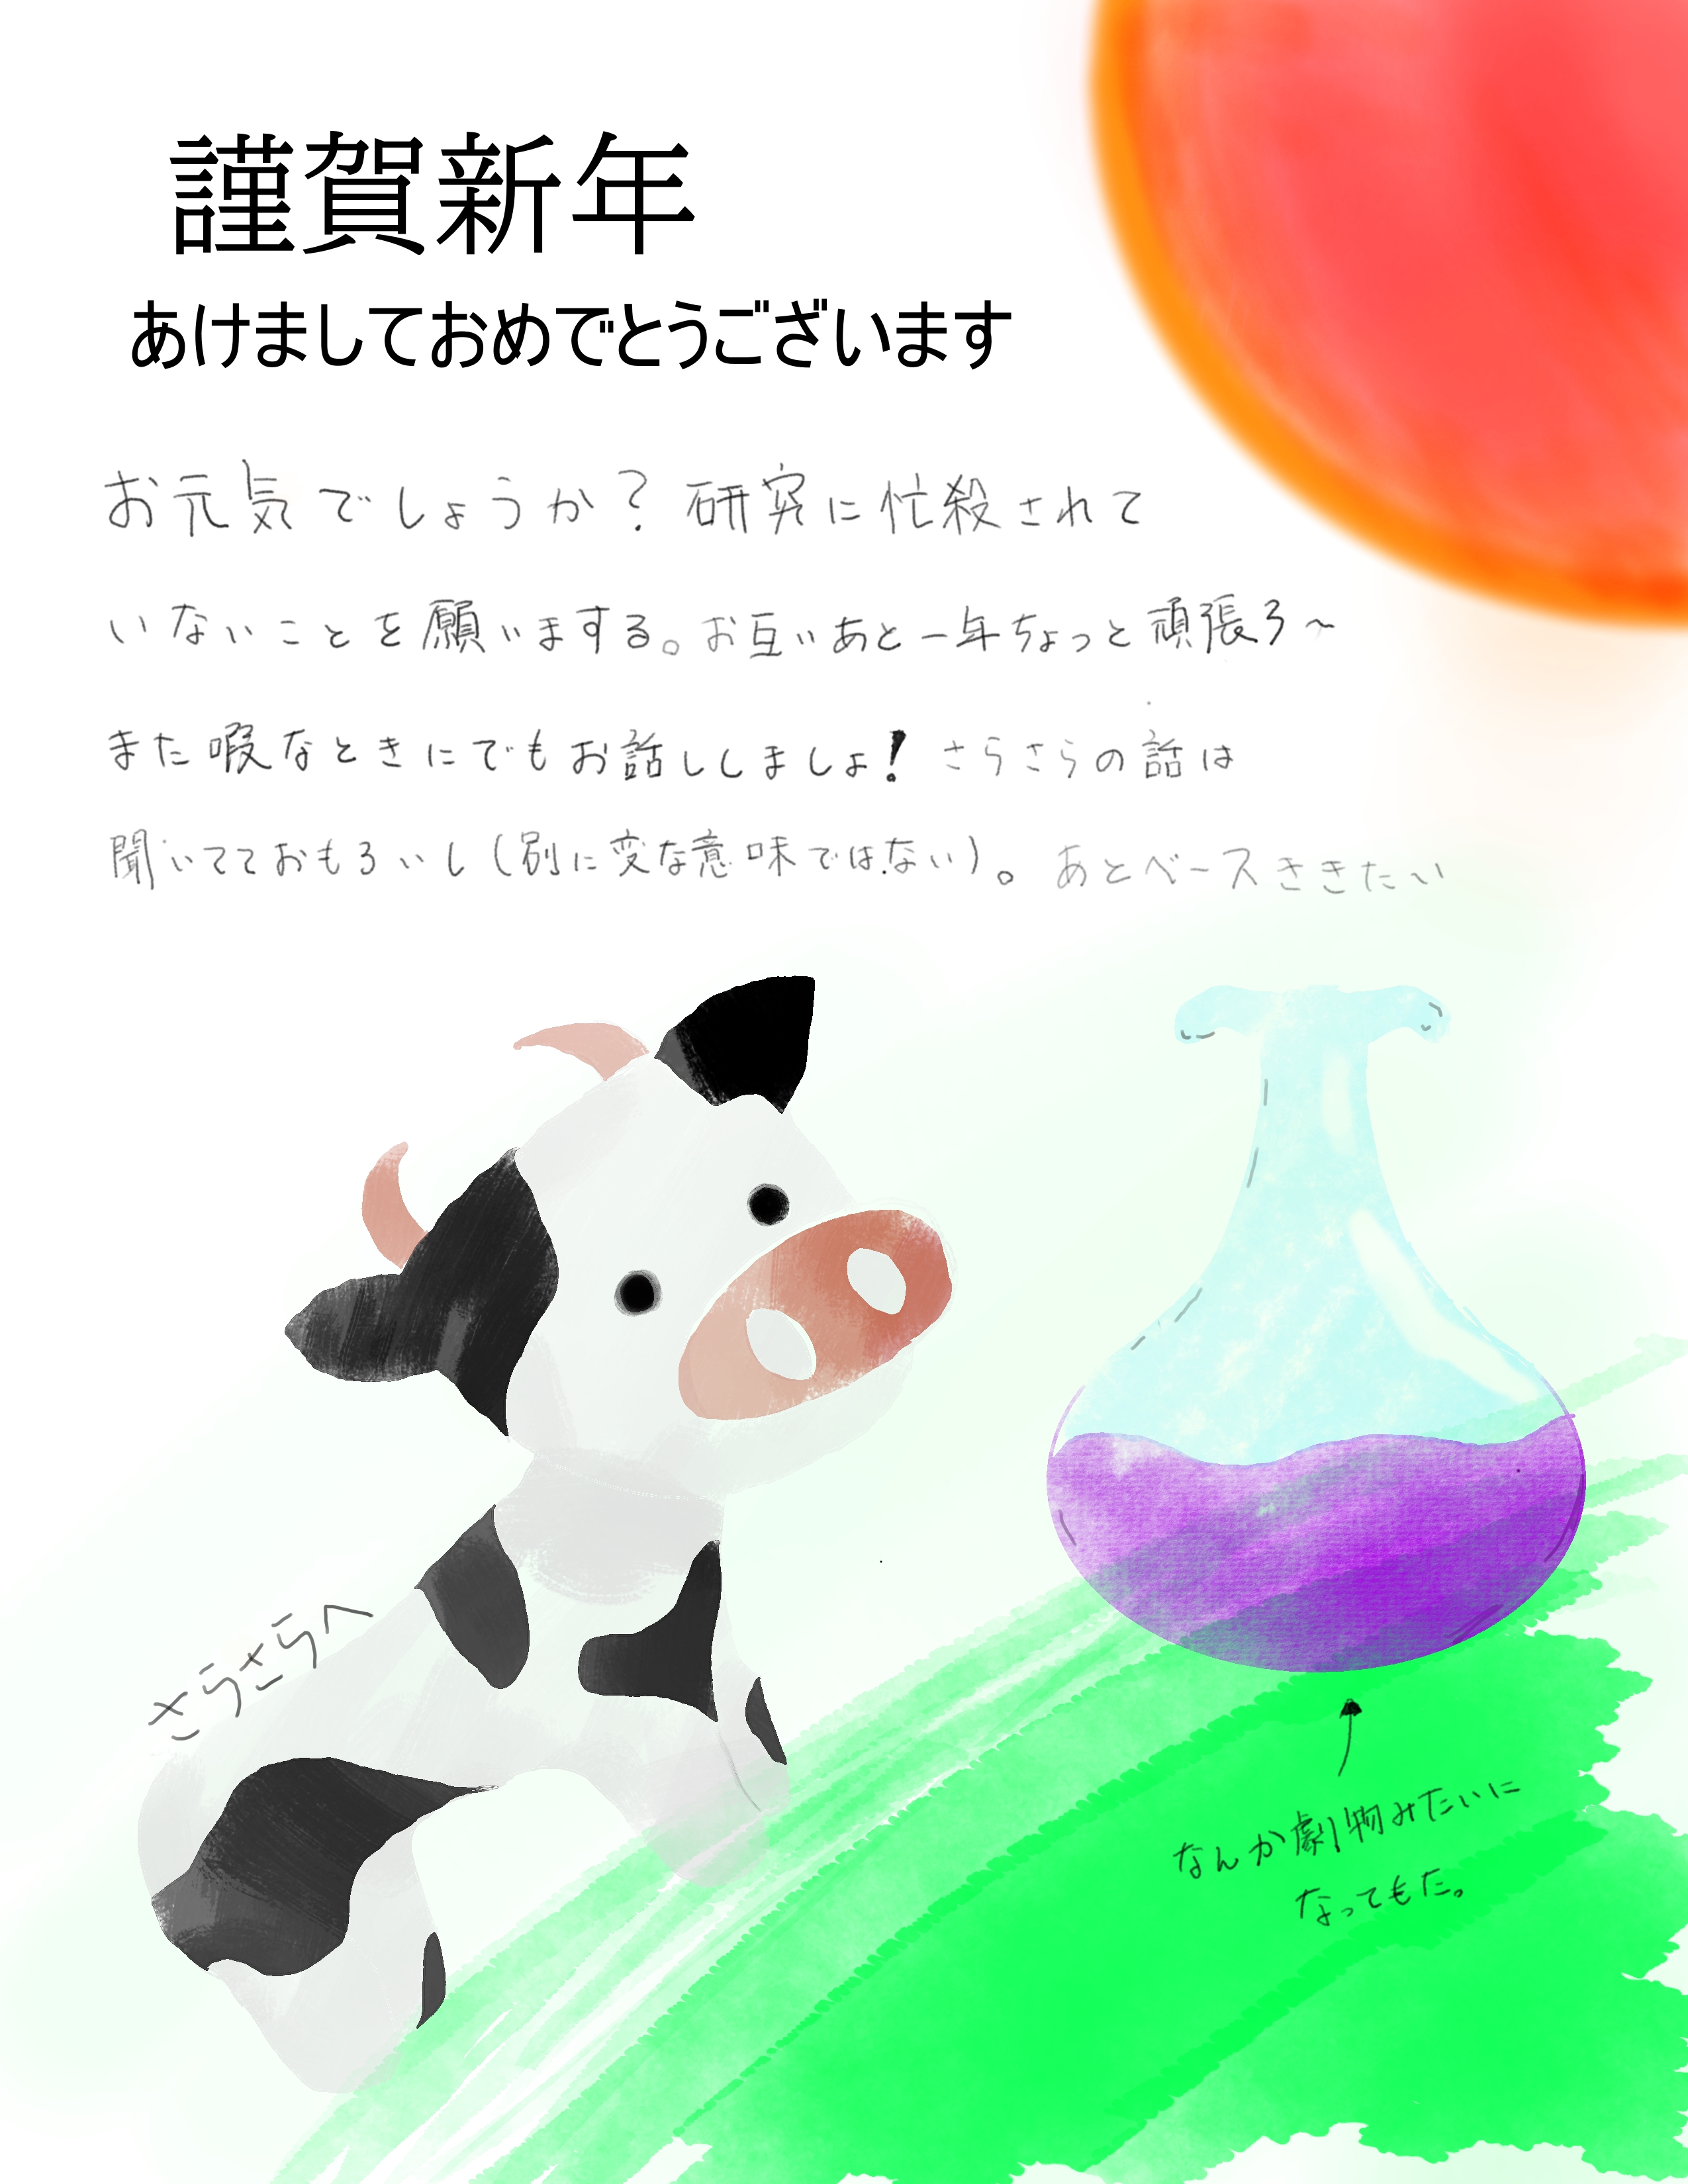 謹賀新年
あけましておめでとうございます
お元気でしょうか？研究に忙殺されて
いないことを願いまする。お互いあと一年ちょっと頑張ろ～
また暇なときにでもお話ししましょ！さらさらの話は
聞いてておもろいし(別に変な意味ではない)。あとベースききたい
さらさらへ
なんか劇物みたいに
なってもた。